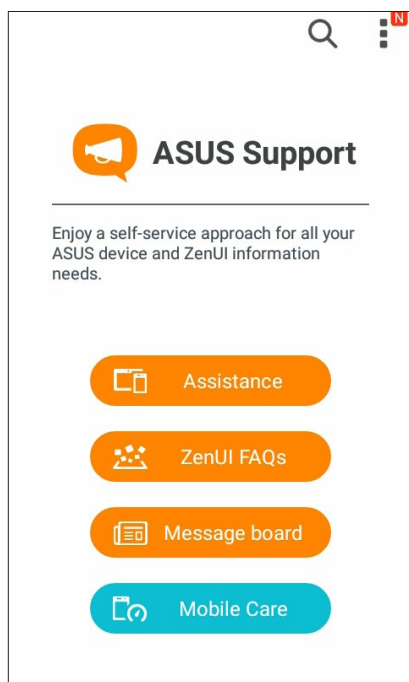 N
ASUS Support
Enjoy a self-service approach for all your
ASUS device and ZenUI information
needs.
Assistance
ZenUI FAQs
Message board
Mobile Care